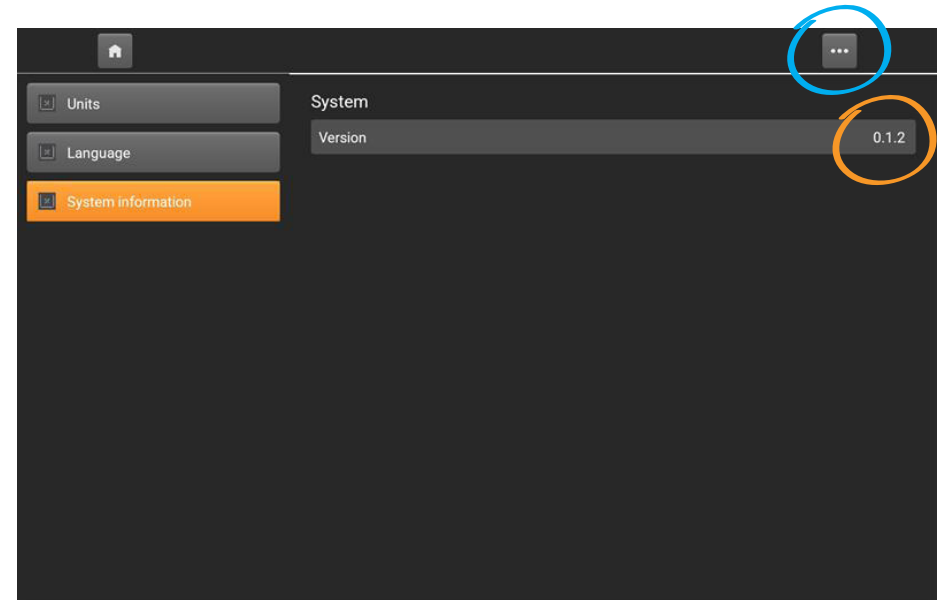 Units
Language
System information
System
Version 0.1.2